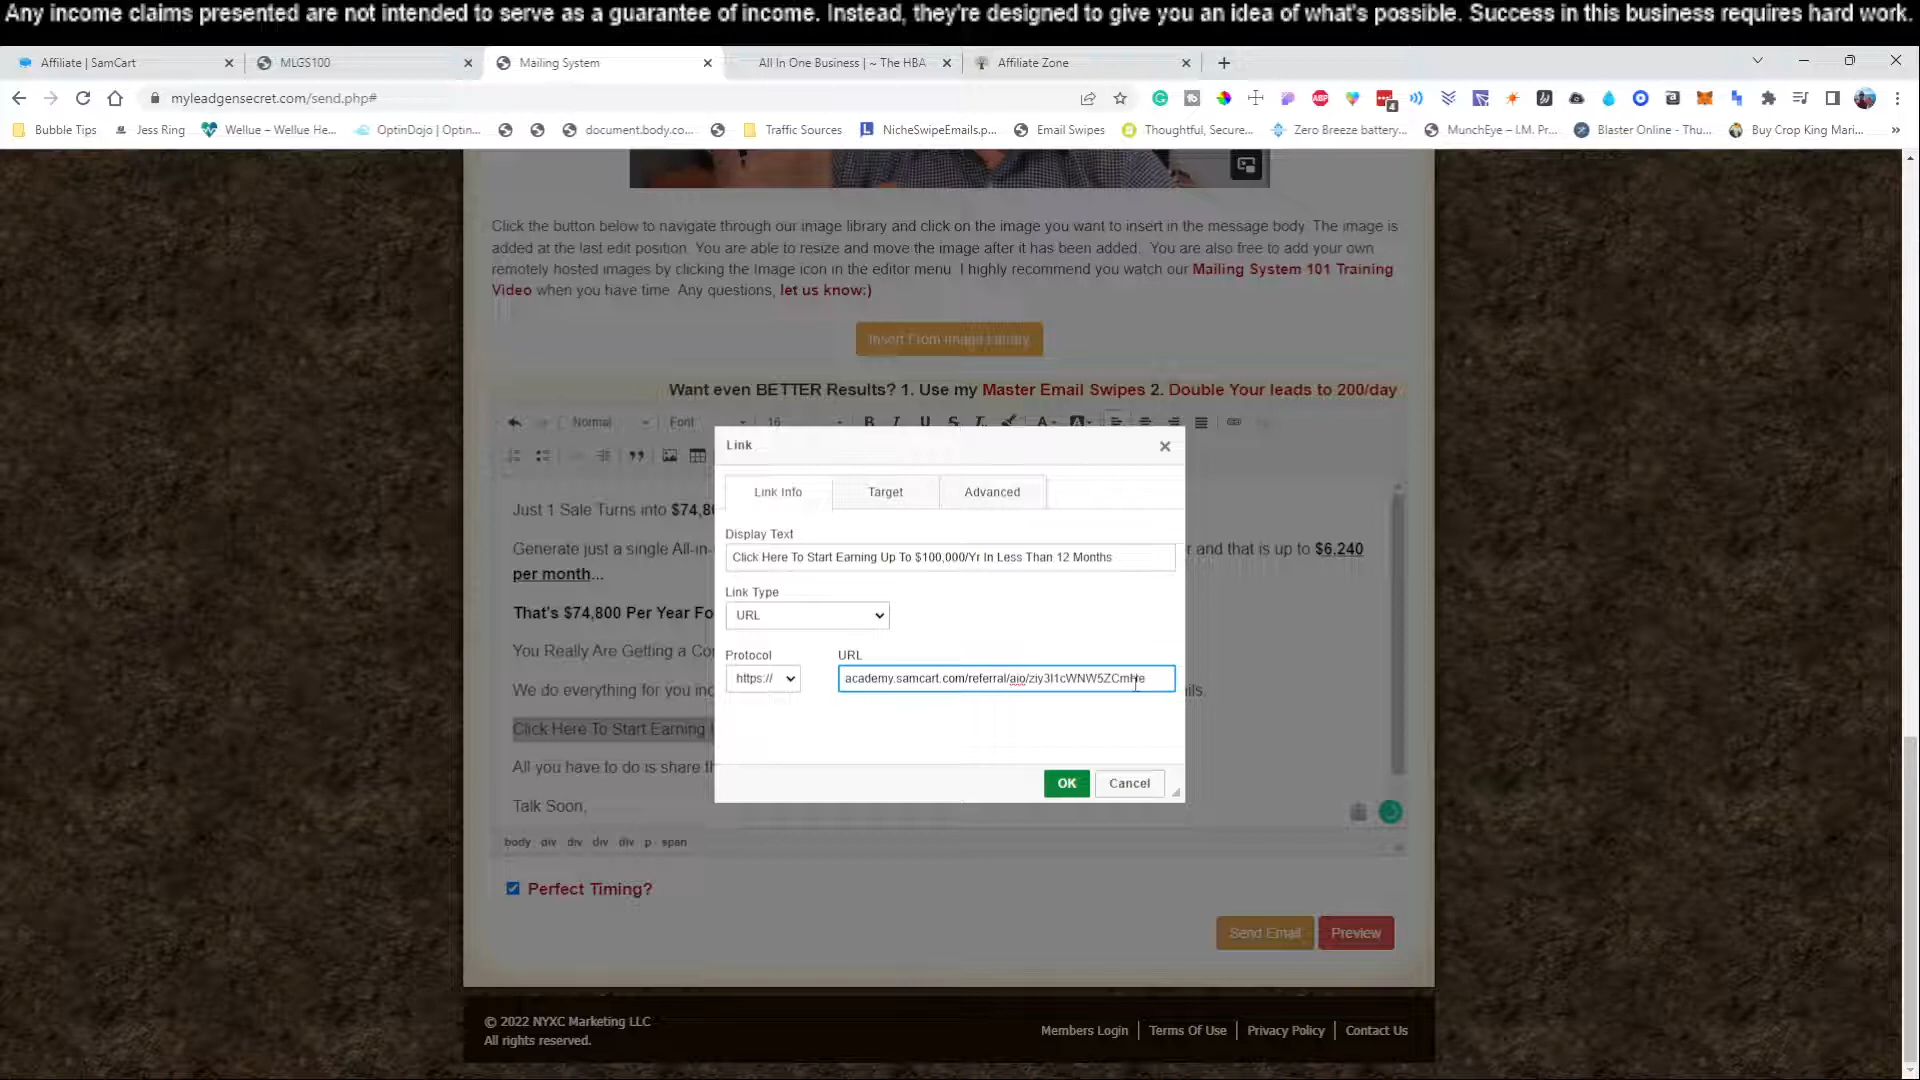 Any income claims presented are not intended to serve as a guarantee of income. Instead, they're designed to give you an idea of what's possible. Success in this business requires hard work.
Affiliate | SamCart
MLGS100
Mailing System
All In One Business | ~ The HBA
Affiliate Zone
myleadgensecret.com/send.php#
4
Bubble Tips
Jess Ring
Wellue – Wellue He...
OptinDojo | Optin...
document.body.co...
Traffic Sources
NicheSwipeEmails.p...
Email Swipes
Thoughtful, Secure...
Zero Breeze battery...
MunchEye – I.M. Pr...
Blaster Online - Thu...
Buy Crop King Mari...
Click the button below to navigate through our image library and click on the image you want to insert in the message body. The image is
added at the last edit position. You are able to resize and move the image after it has been added. You are also free to add your own
remotely hosted images by clicking the Image icon in the editor menu. I highly recommend you watch our Mailing System 101 Training
Video when you have time. Any questions, let us know:)
Insert From Image Library
Want even BETTER Results? 1. Use my Master Email Swipes 2. Double Your leads to 200/day
Normal
Font
16
Link
Link Info
Target
Advanced
Display Text
Click Here To Start Earning Up To $100,000/Yr In Less Than 12 Months
Link Type
URL
Protocol
URL
https://
academy.samcart.com/referral/aio/ziy3I1cWNW5ZCmHe
OK
Cancel
Just 1 Sale Turns into
Generate just a single All-in-
and that is up to $6,240
per month...
That's $74,800 Per Year
You Really Are Getting a
We do everything for you
Click Here To Start Earning
All you have to do is share
Talk Soon,
body div div div div p span
Perfect Timing?
Send Email
Preview
© 2022 NYXC Marketing LLC
All rights reserved.
Members Login
Terms Of Use
Privacy Policy
Contact Us